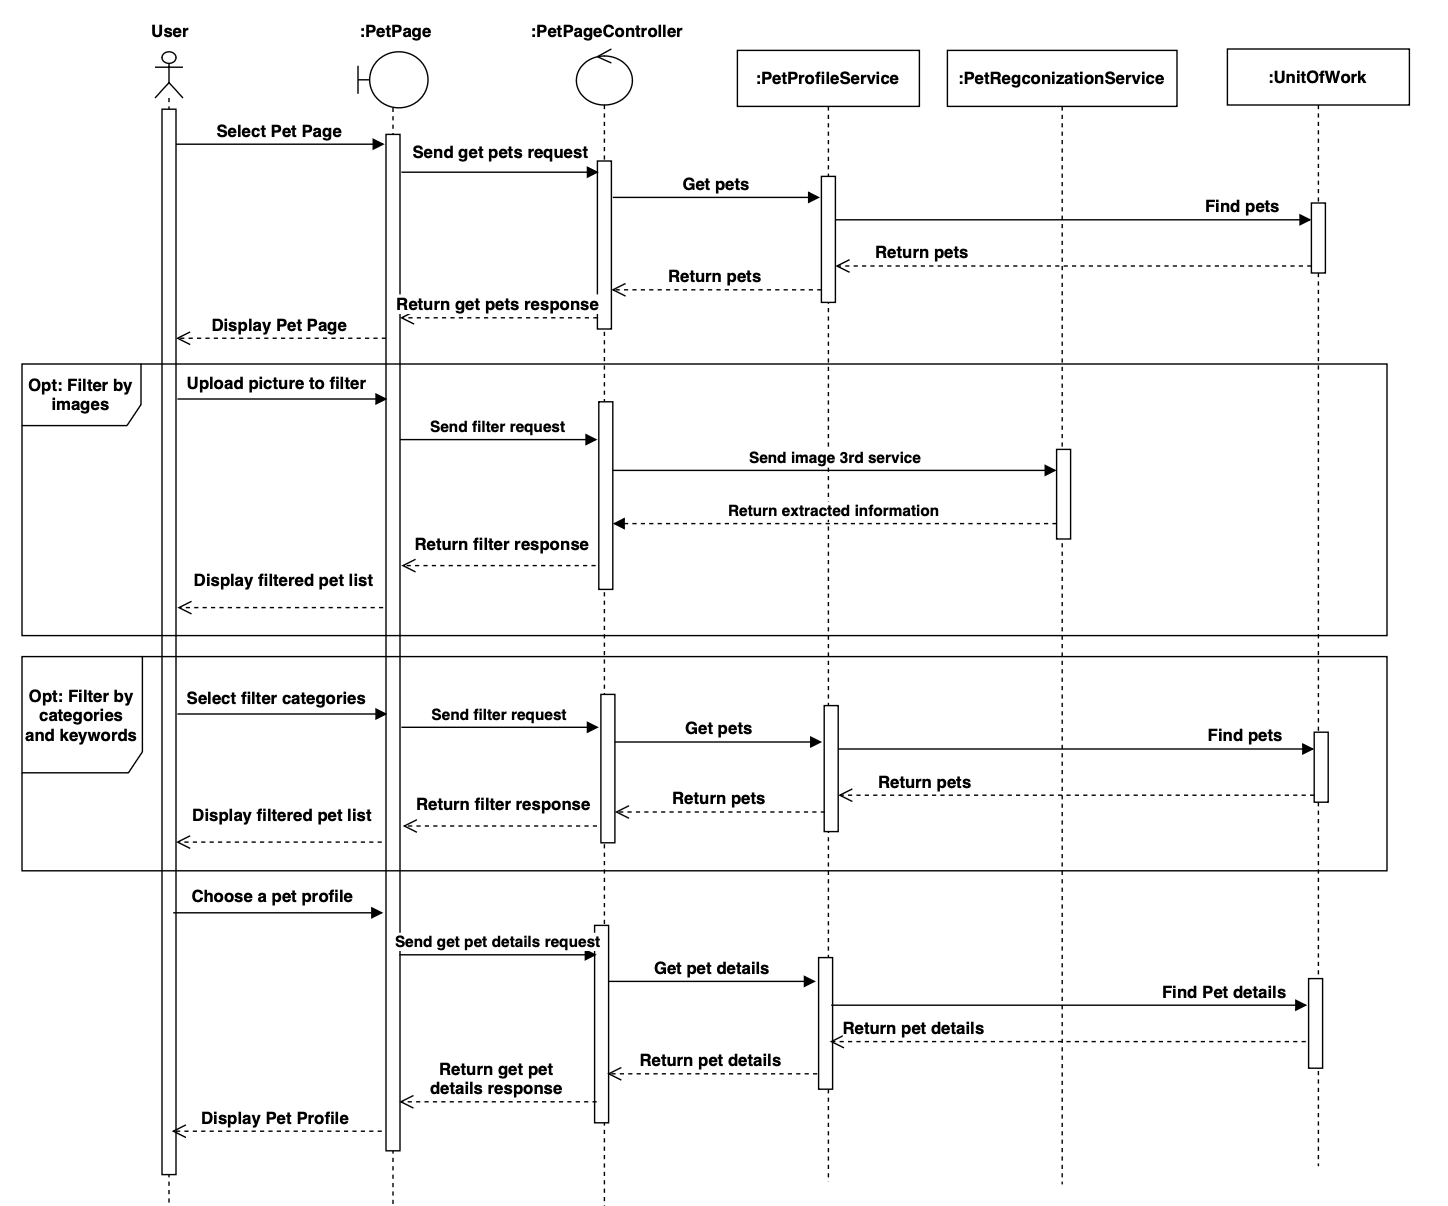 User
:PetPage
:PetPageController
:PetProfileService
:PetRegconizationService
:UnitOfWork
Select Pet Page
Send get pets request
Get pets
Find pets
Return pets
Return pets
Return get pets response
Display Pet Page
Opt: Filter by
images
Upload picture to filter
Send filter request
Send image 3rd service
Return extracted information
Return filter response
Display filtered pet list
Opt: Filter by
categories
and keywords
Select filter categories
Send filter request
Get pets
Find pets
Return pets
Return pets
Return filter response
Display filtered pet list
Choose a pet profile
Send get pet details request
Get pet details
Find Pet details
Return pet details
Return pet details
Return get pet
details response
Display Pet Profile